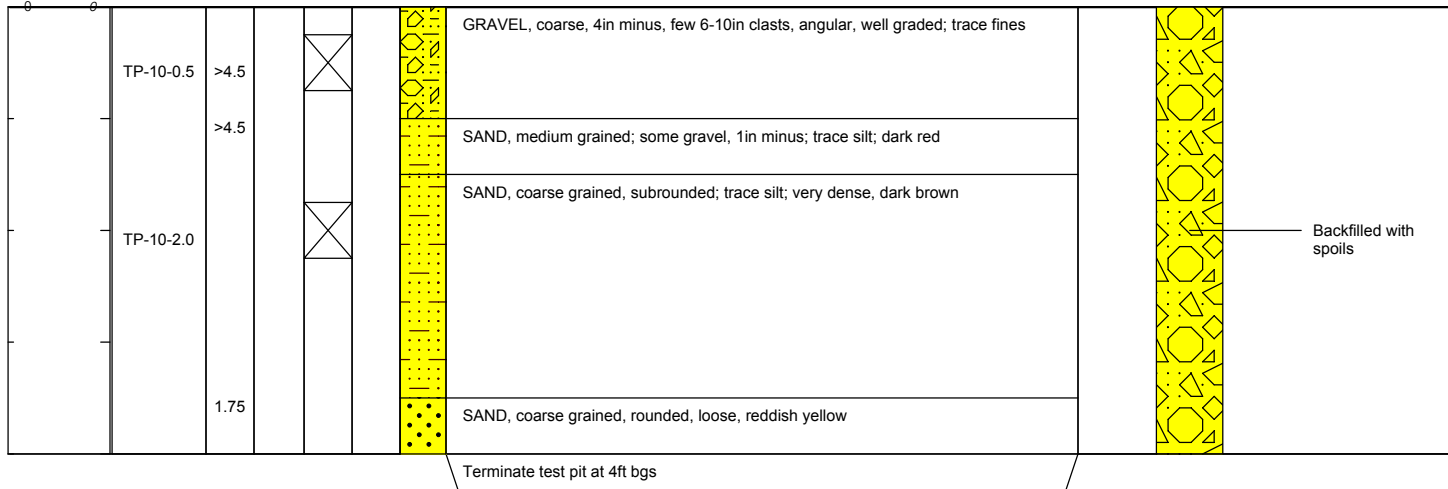 0 0
GRAVEL, coarse, 4in minus, few 6-10in clasts, angular, well graded; trace fines
TP-10-0.5 >4.5
>4.5
SAND, medium grained; some gravel, 1in minus; trace silt; dark red
SAND, coarse grained, subrounded; trace silt; very dense, dark brown
TP-10-2.0
Backfilled with
spoils
1.75
SAND, coarse grained, rounded, loose, reddish yellow
Terminate test pit at 4ft bgs